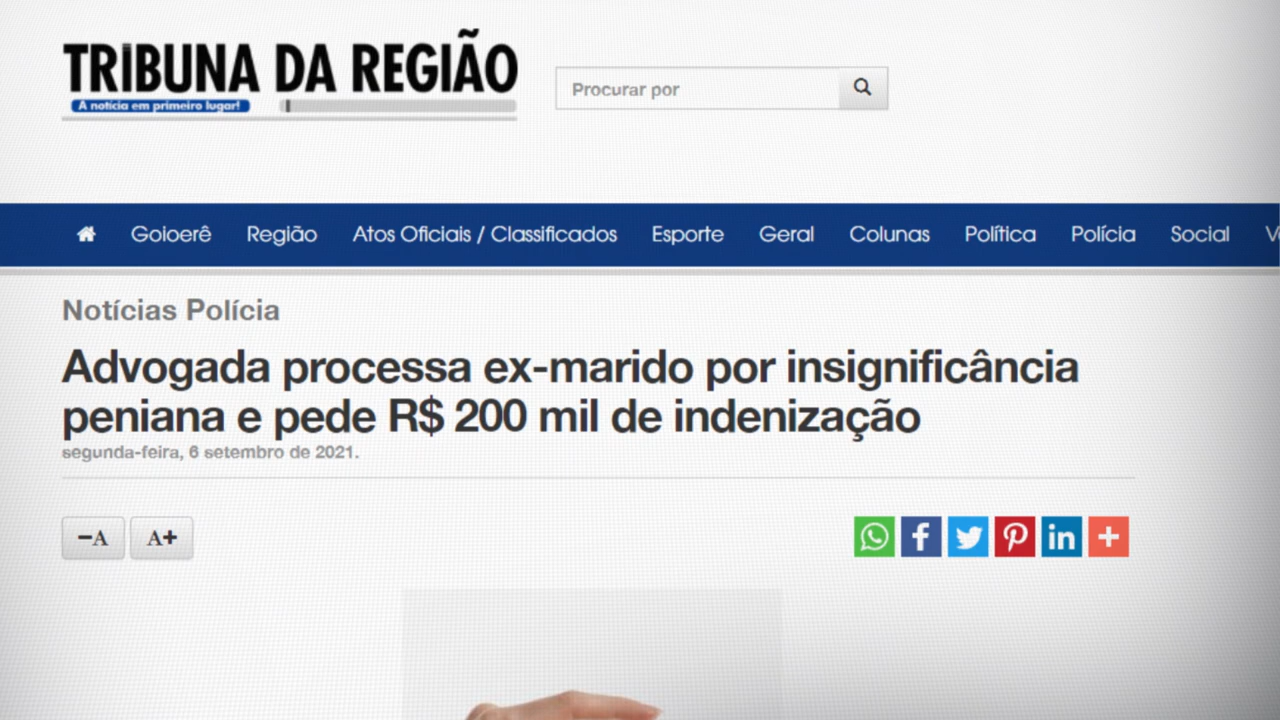 TRIBUNA DA REGIÃO
A notícia em primeiro lugar!
Procurar por
Goioerê Região Atos Oficiais / Classificados Esporte Geral Colunas Política Polícia Social
Notícias Polícia
Advogada processa ex-marido por insignificância
peniana e pede R$ 200 mil de indenização
segunda-feira, 6 setembro de 2021.
-A A+